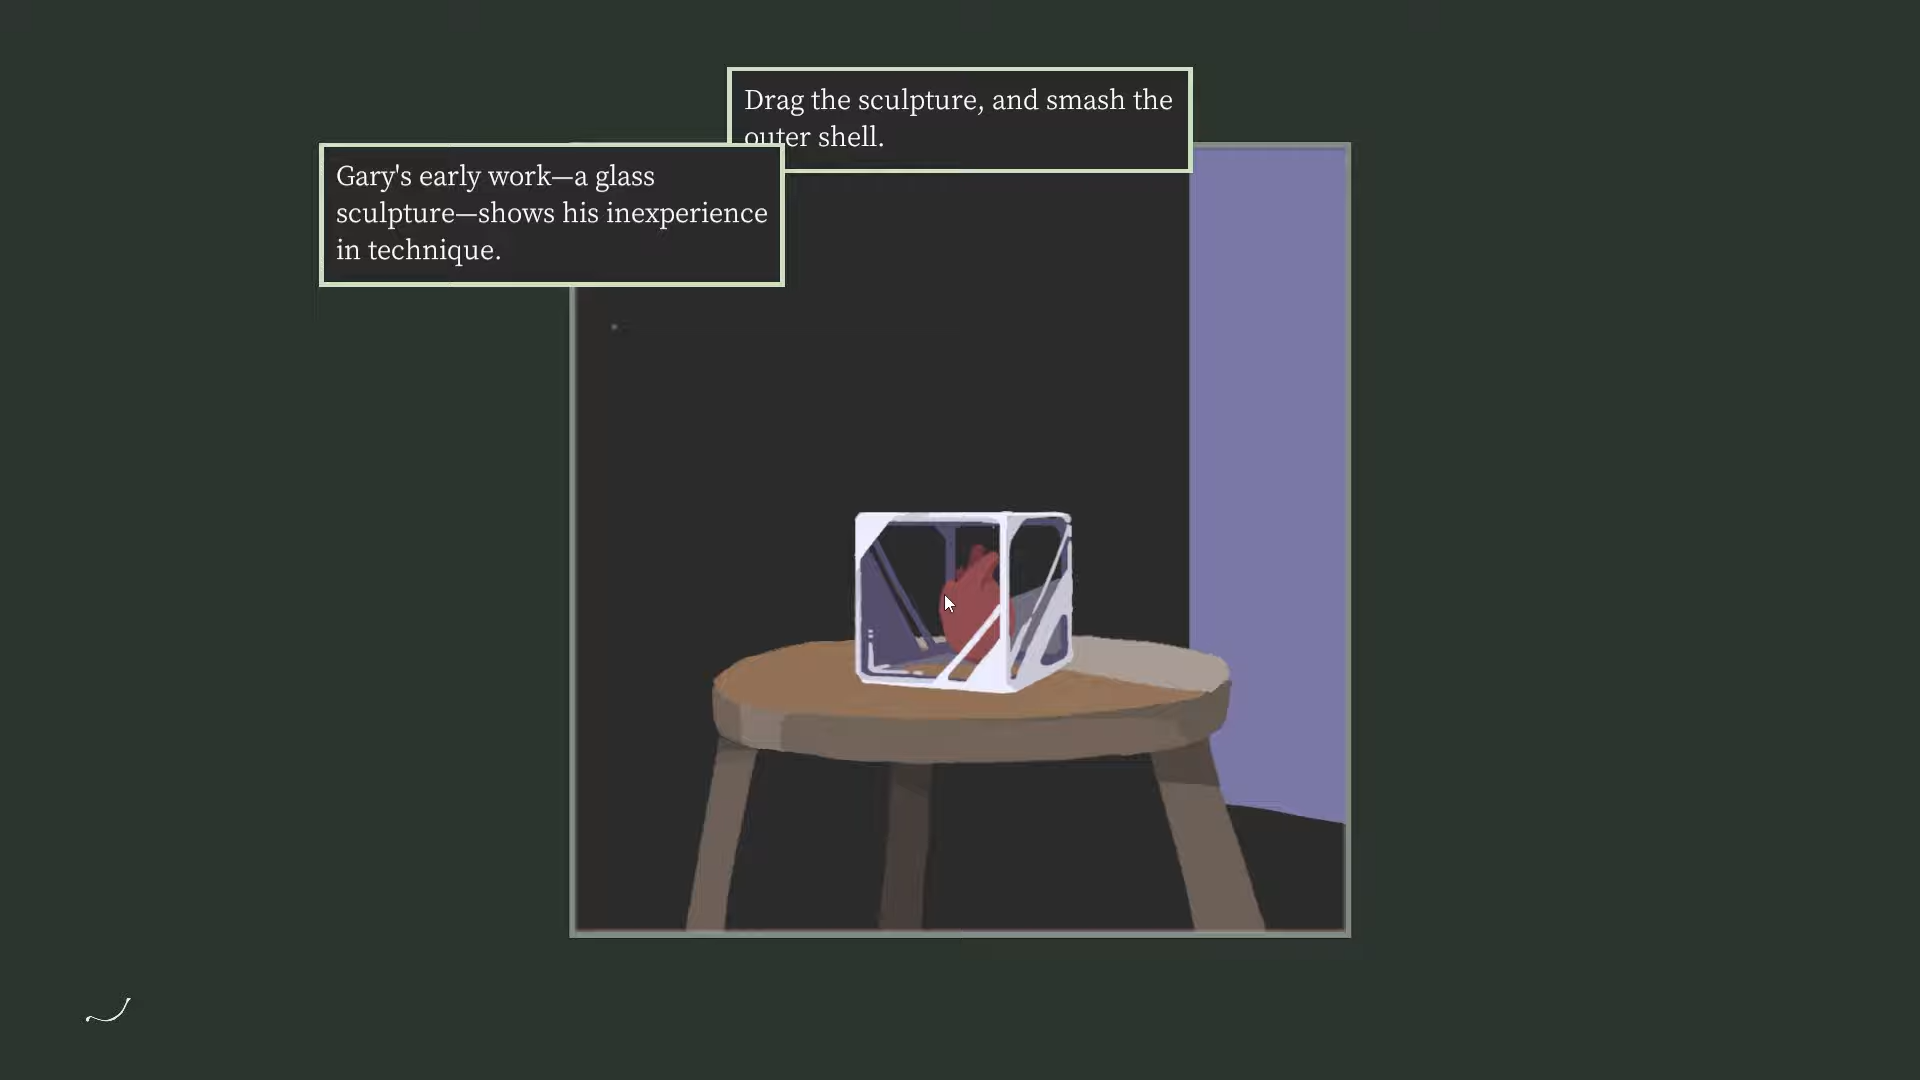 Drag the sculpture, and smash the
outer shell.
Gary's early work—a glass
sculpture—shows his inexperience
in technique.